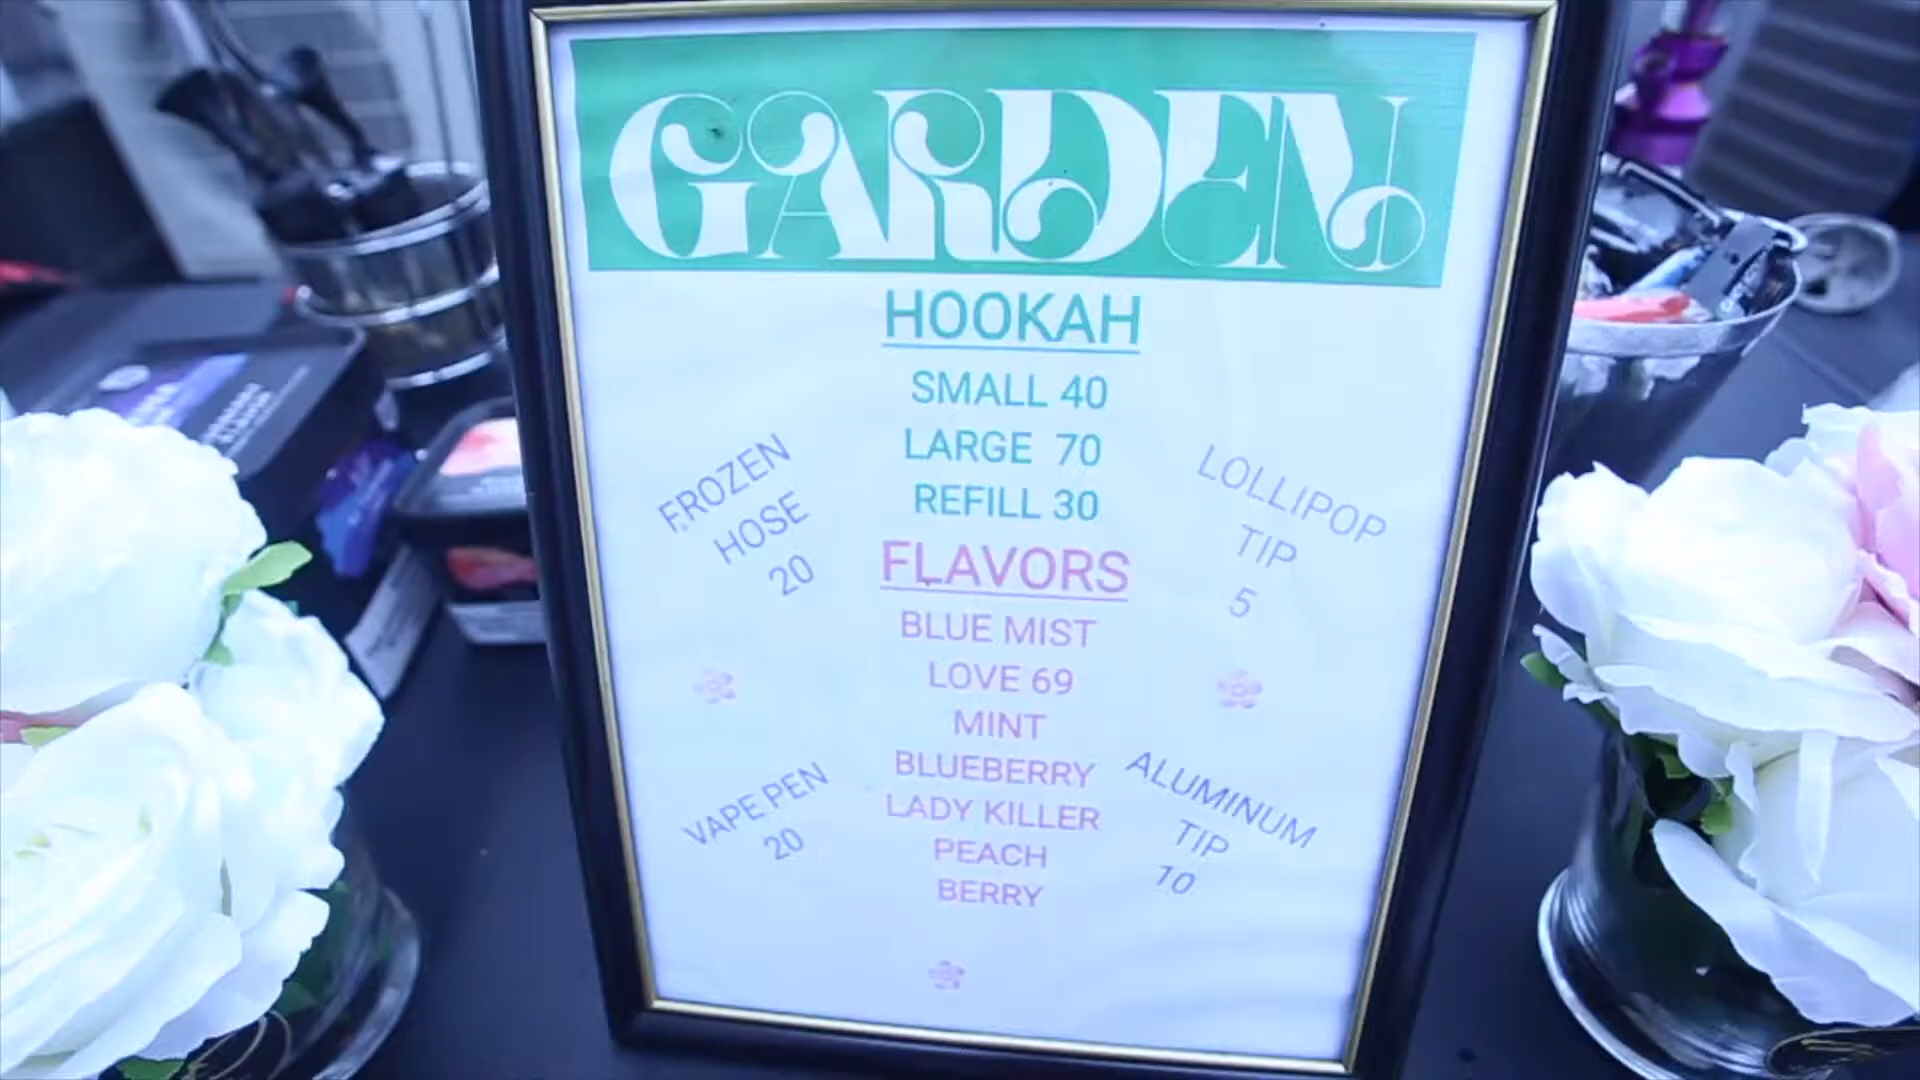 GARDEN
HOOKAH
SMALL 40
LARGE 70
REFILL 30
FROZEN
HOSE
20
LOLLIPOP
TIP
5
FLAVORS
BLUE MIST
LOVE 69
MINT
BLUEBERRY
LADY KILLER
PEACH
BERRY
VAPE PEN
20
ALUMINUM
TIP
10